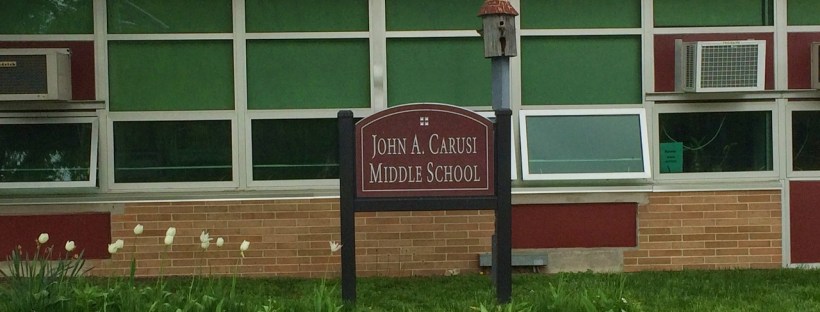 JOHN A. CARUSI
MIDDLE SCHOOL